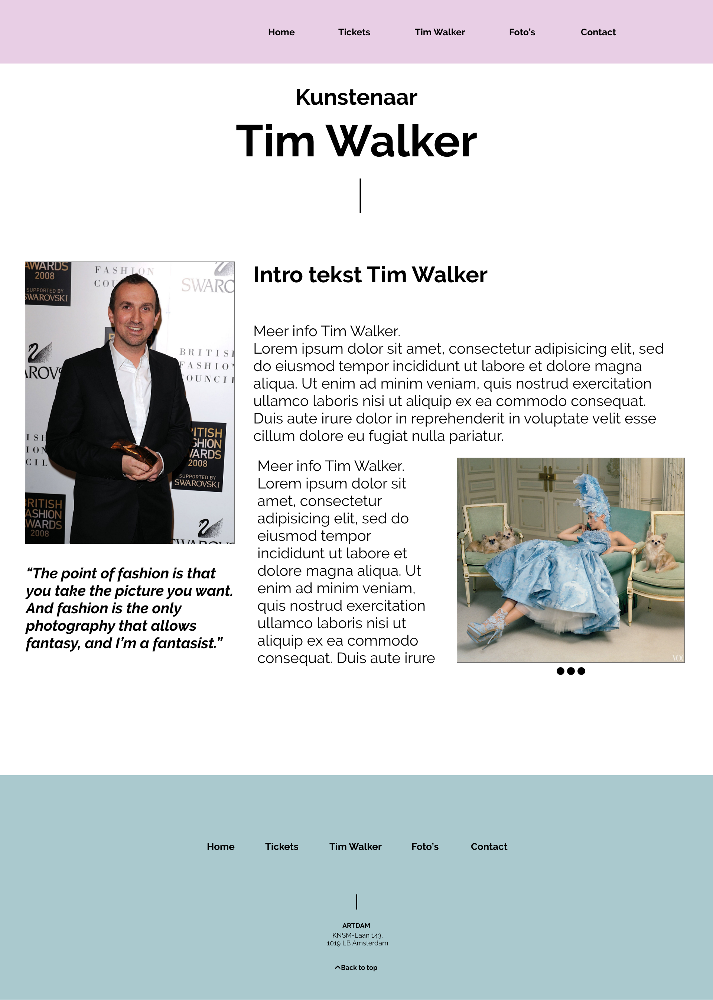 Home Tickets Tim Walker Foto’s Contact
Kunstenaar
Tim Walker
AWARDS
2008
SUPPORTED BY
SWAROVSKI
FASHION
SWARO
BRITISH
FASHION
COUNCIL
BRITISH
FASHION
AWARDS
2008
SUPPORTED BY
SWAROVSKI
BRITISH
FASHION
AWARDS
2008
“The point of fashion is that
you take the picture you want.
And fashion is the only
photography that allows
fantasy, and I’m a fantasist.”
Intro tekst Tim Walker
Meer info Tim Walker.
Lorem ipsum dolor sit amet, consectetur adipisicing elit, sed
do eiusmod tempor incididunt ut labore et dolore magna
aliqua. Ut enim ad minim veniam, quis nostrud exercitation
ullamco laboris nisi ut aliquip ex ea commodo consequat.
Duis aute irure dolor in reprehenderit in voluptate velit esse
cillum dolore eu fugiat nulla pariatur.
Meer info Tim Walker.
Lorem ipsum dolor sit
amet, consectetur
adipisicing elit, sed do
eiusmod tempor
incididunt ut labore et
dolore magna aliqua. Ut
enim ad minim veniam,
quis nostrud exercitation
ullamco laboris nisi ut
aliquip ex ea commodo
consequat. Duis aute irure
Home Tickets Tim Walker Foto’s Contact
ARTDAM
KNSM-Laan 143,
1019 LB Amsterdam
Back to top